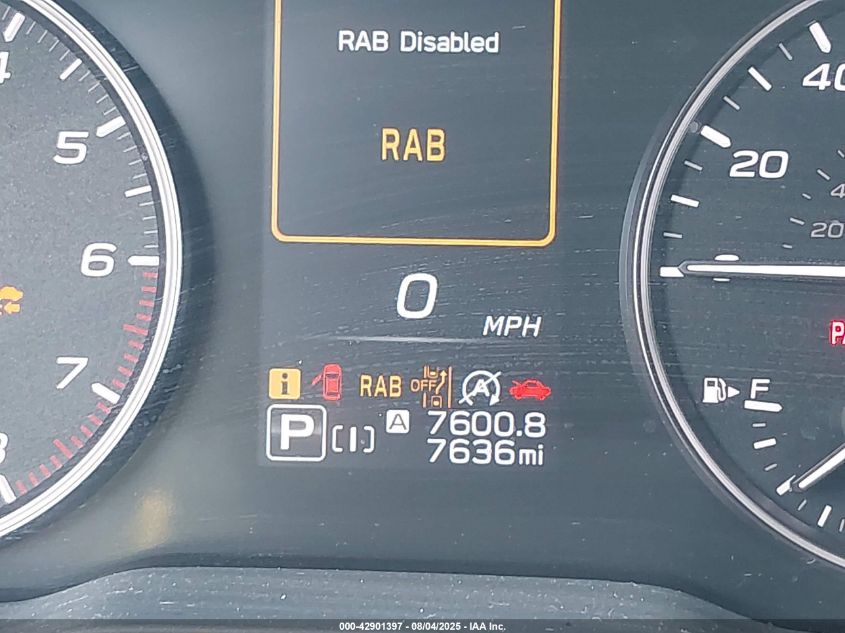 RAB Disabled
RAB
0
MPH
i RAB OFF A
P [I] A 7600.8
7636mi
4
5
6
7
8
40
20
20
F
000-42901397 - 08/04/2025 - IAA Inc.